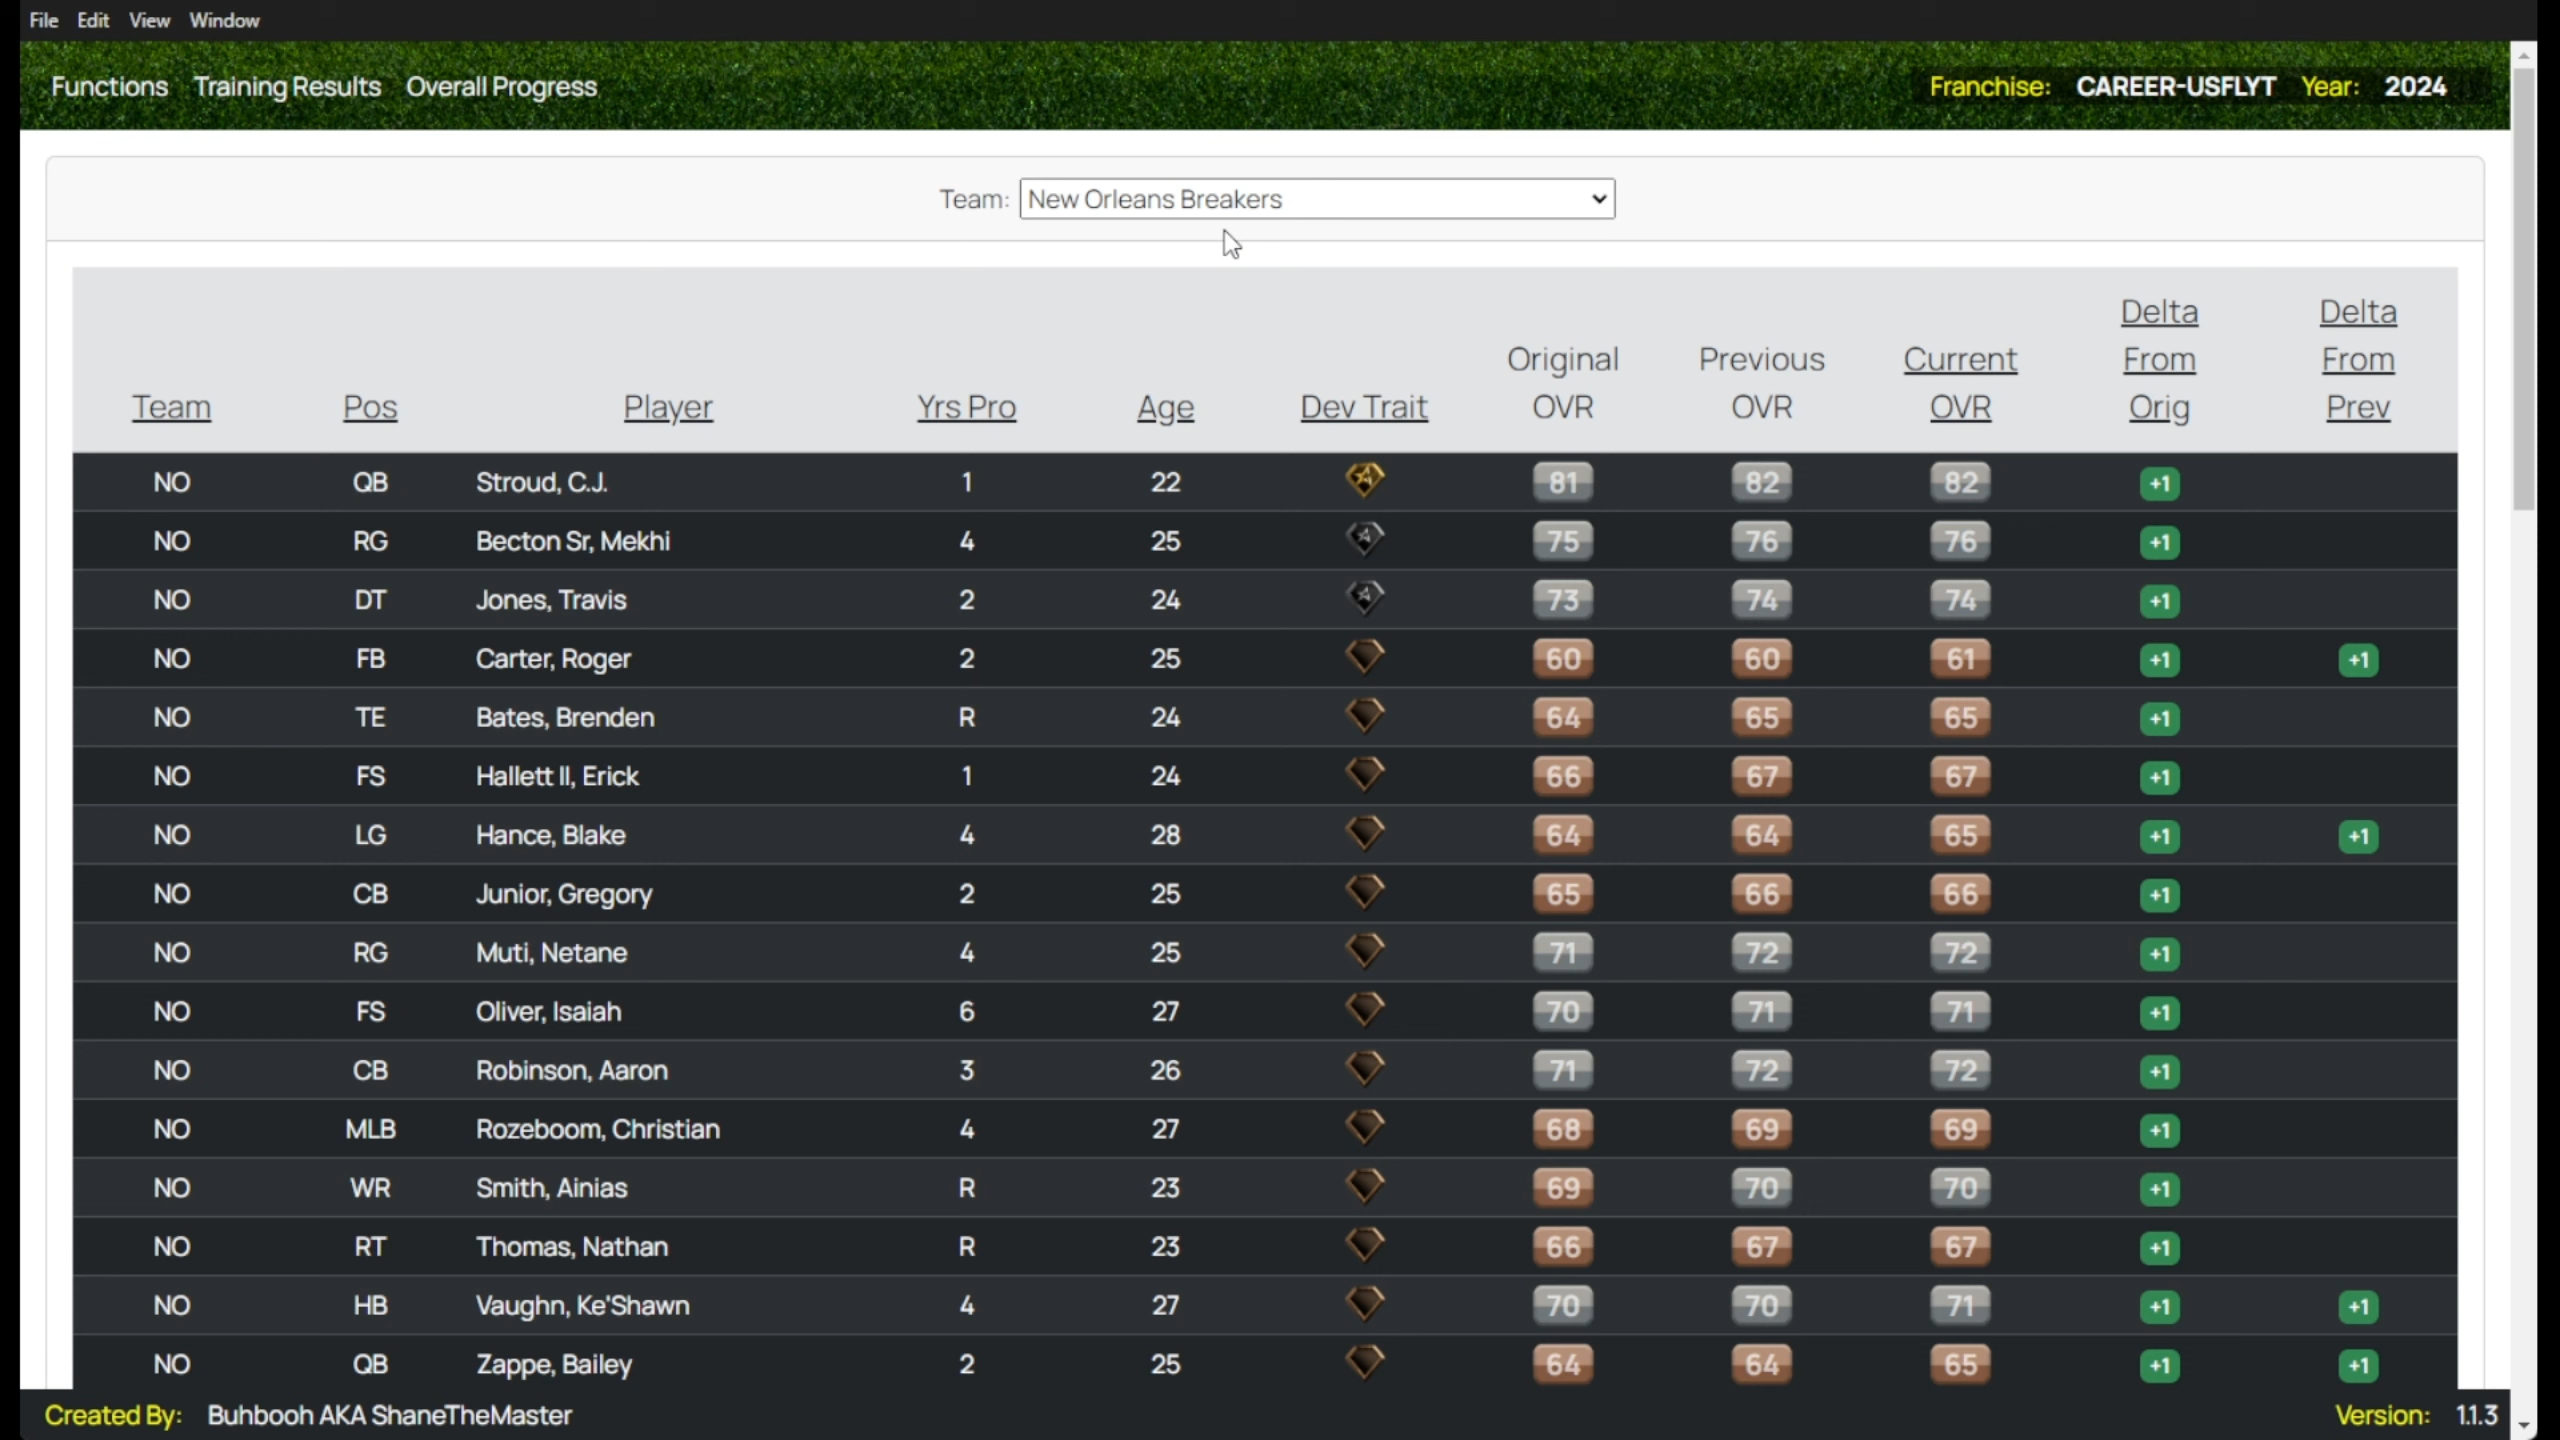 File Edit View Window
Functions Training Results Overall Progress Franchise: CAREER-USFLYT Year: 2024
Team: New Orleans Breakers
Team Pos Player Yrs Pro Age Dev Trait Original OVR Previous OVR Current OVR Delta From Orig Delta From Prev
NO QB Stroud, C.J. 1 22 81 82 82 +1
NO RG Becton Sr, Mekhi 4 25 75 76 76 +1
NO DT Jones, Travis 2 24 73 74 74 +1
NO FB Carter, Roger 2 25 60 60 61 +1 +1
NO TE Bates, Brenden R 24 64 65 65 +1
NO FS Hallett II, Erick 1 24 66 67 67 +1
NO LG Hance, Blake 4 28 64 64 65 +1 +1
NO CB Junior, Gregory 2 25 65 66 66 +1
NO RG Muti, Netane 4 25 71 72 72 +1
NO FS Oliver, Isaiah 6 27 70 71 71 +1
NO CB Robinson, Aaron 3 26 71 72 72 +1
NO MLB Rozeboom, Christian 4 27 68 69 69 +1
NO WR Smith, Ainias R 23 69 70 70 +1
NO RT Thomas, Nathan R 23 66 67 67 +1
NO HB Vaughn, Ke'Shawn 4 27 70 70 71 +1 +1
NO QB Zappe, Bailey 2 25 64 64 65 +1 +1
Created By: Buhbooh AKA ShaneTheMaster Version: 1.1.3